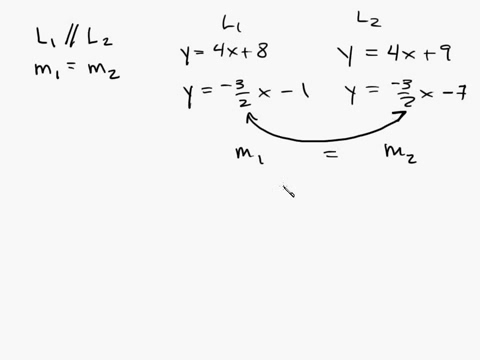 L₁ // L₂
m₁ = m₂
L₁ L₂
y = 4x + 8 y = 4x + 9
y = -3/2 x - 1 y = -3/2 x - 7
m₁ = m₂